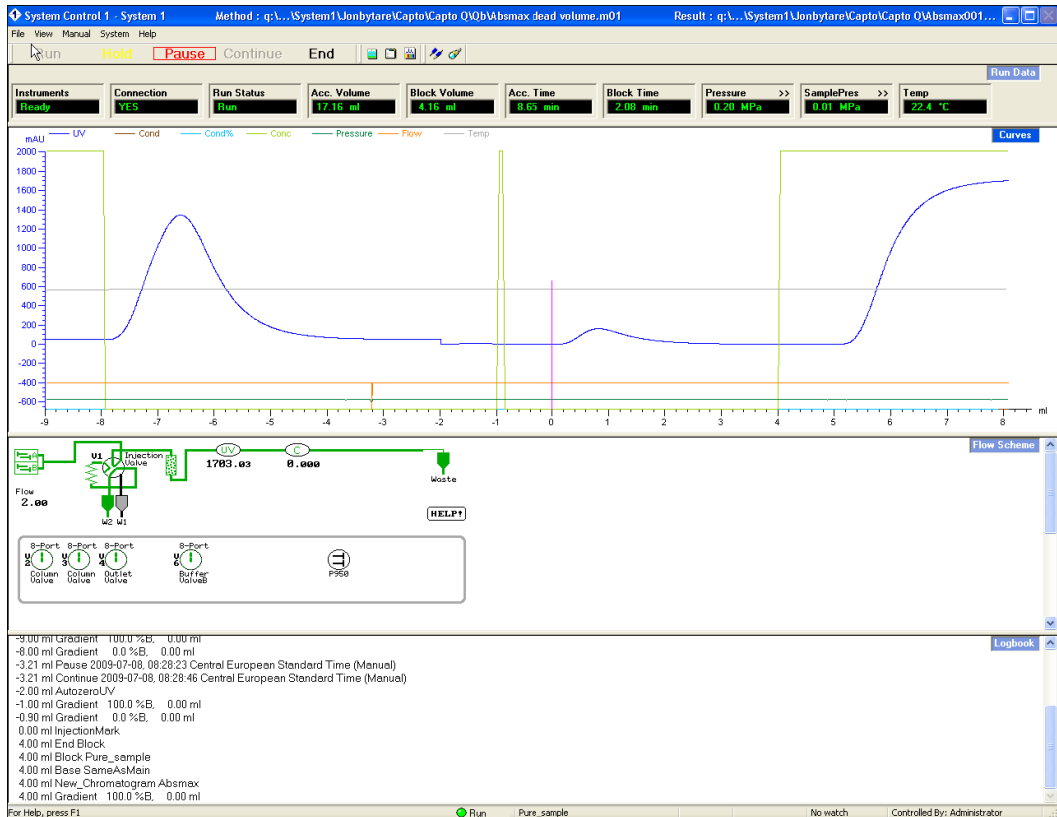 System Control 1 - System 1 Method : q:\...\System1\Jonbytare\Capto\Capto Q\Qb\Absmax dead volume.m01 Result : q:\...\System1\Jonbytare\Capto\Capto Q\Absmax001...
File View Manual System Help
Run Hold Pause Continue End
Run Data
Instruments Connection Run Status Acc. Volume Block Volume Acc. Time Block Time Pressure >> SamplePres >> Temp
Ready YES Run 17.16 ml 4.16 ml 8.65 min 2.08 min 0.20 MPa 0.01 MPa 22.4 °C
Curves
mAU UV Cond Cond% Conc Pressure Flow Temp
2000
1800
1600
1400
1200
1000
800
600
400
200
0
-200
-400
-600
-9 -8 -7 -6 -5 -4 -3 -2 -1 0 1 2 3 4 5 6 7 8 ml
Flow Scheme
A
B
V1 Injection Valve
UV C
1703.03 0.000
Waste
Flow
2.00
W2 W1
HELP!
8-Port 8-Port 8-Port 8-Port
V2 V3 V4 V6
Column Valve Column Valve Outlet Valve Buffer ValveB
P950
Logbook
-9.00 ml Gradient 100.0 %B, 0.00 ml
-8.00 ml Gradient 0.0 %B, 0.00 ml
-3.21 ml Pause 2009-07-08, 08:28:23 Central European Standard Time (Manual)
-3.21 ml Continue 2009-07-08, 08:28:46 Central European Standard Time (Manual)
-2.00 ml AutozeroUV
-1.00 ml Gradient 100.0 %B, 0.00 ml
-0.90 ml Gradient 0.0 %B, 0.00 ml
0.00 ml InjectionMark
4.00 ml End Block
4.00 ml Block Pure_sample
4.00 ml Base SameAsMain
4.00 ml New_Chromatogram Absmax
4.00 ml Gradient 100.0 %B, 0.00 ml
For Help, press F1 Run Pure_sample No watch Controlled By: Administrator